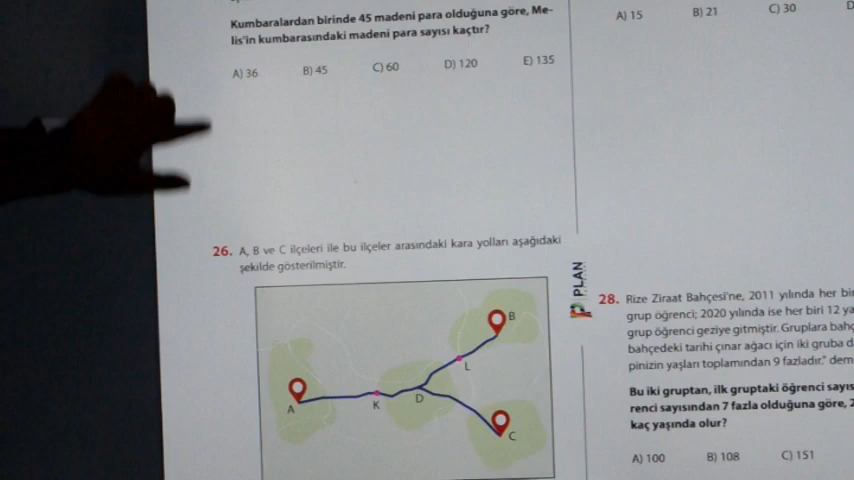 Kumbaralardan birinde 45 madeni para olduğuna göre, Me-
lis'in kumbarasındaki madeni para sayısı kaçtır?
A) 36 B) 45 C) 60 D) 120 E) 135
26. A, B ve C ilçeleri ile bu ilçeler arasındaki kara yolları aşağıdaki
şekilde gösterilmiştir.
A
K
D
L
B
C
A) 15 B) 21 C) 30 D
PLAN
28. Rize Ziraat Bahçesi'ne, 2011 yılında her bir
grup öğrenci; 2020 yılında ise her biri 12 ya
grup öğrenci geziye gitmiştir. Gruplara bahç
bahçedeki tarihi çınar ağacı için iki gruba d
pinizin yaşları toplamından 9 fazladır." dem
Bu iki gruptan, ilk gruptaki öğrenci sayıs
renci sayısından 7 fazla olduğuna göre, 2
kaç yaşında olur?
A) 100 B) 108 C) 151